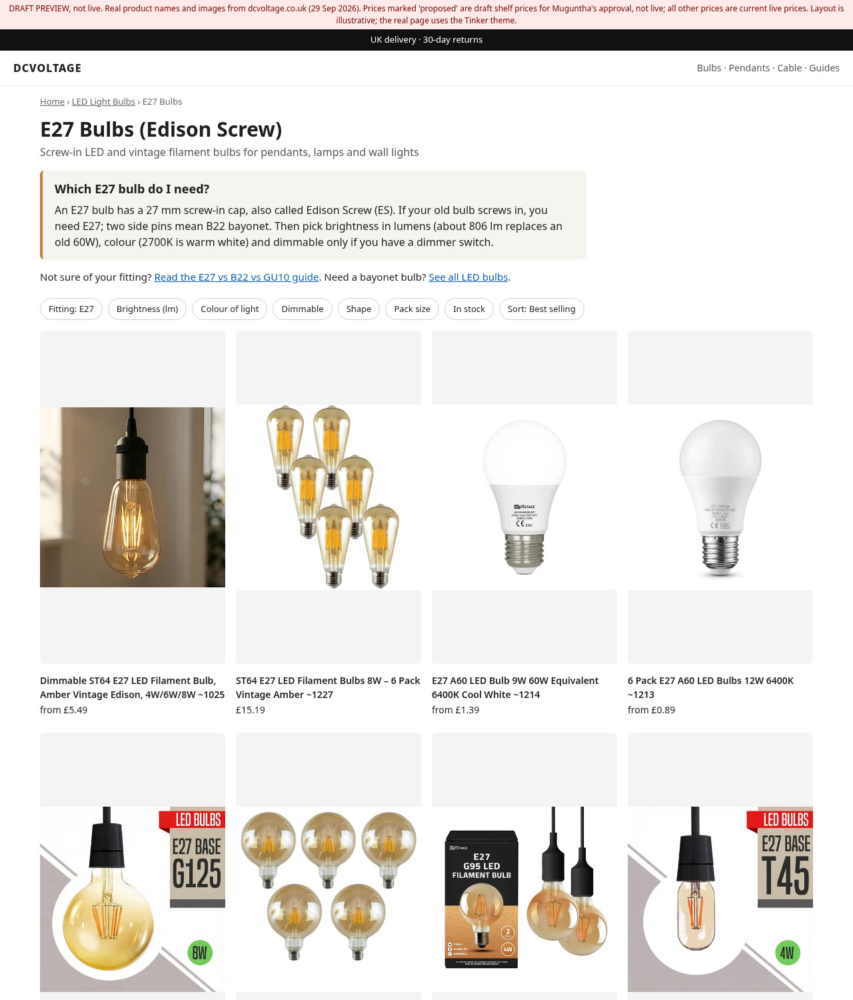 DRAFT PREVIEW, not live. Real product names and images from dcvoltage.co.uk (29 Sep 2026). Prices marked 'proposed' are draft shelf prices for Muguntha's approval, not live; all other prices are current live prices. Layout is
illustrative; the real page uses the Tinker theme.
UK delivery · 30-day returns
DCVOLTAGE
Bulbs · Pendants · Cable · Guides
Home › LED Light Bulbs › E27 Bulbs
E27 Bulbs (Edison Screw)
Screw-in LED and vintage filament bulbs for pendants, lamps and wall lights
Which E27 bulb do I need?
An E27 bulb has a 27 mm screw-in cap, also called Edison Screw (ES). If your old bulb screws in, you
need E27; two side pins mean B22 bayonet. Then pick brightness in lumens (about 806 lm replaces an
old 60W), colour (2700K is warm white) and dimmable only if you have a dimmer switch.
Not sure of your fitting? Read the E27 vs B22 vs GU10 guide. Need a bayonet bulb? See all LED bulbs.
Fitting: E27
Brightness (lm)
Colour of light
Dimmable
Shape
Pack size
In stock
Sort: Best selling
DCVOLTAGE
CE EMC
DC Voltage
CE EMC
Dimmable ST64 E27 LED Filament Bulb,
Amber Vintage Edison, 4W/6W/8W ~1025
from £5.49
ST64 E27 LED Filament Bulbs 8W – 6 Pack
Vintage Amber ~1227
£15.19
E27 A60 LED Bulb 9W 60W Equivalent
6400K Cool White ~1214
from £1.39
6 Pack E27 A60 LED Bulbs 12W 6400K
~1213
from £0.89
LED BULBS
E27 BASE
G125
8W
DCVOLTAGE
E27
G95 LED
FILAMENT BULB
2
PACK
4W
LED BULBS
E27 BASE
T45
4W